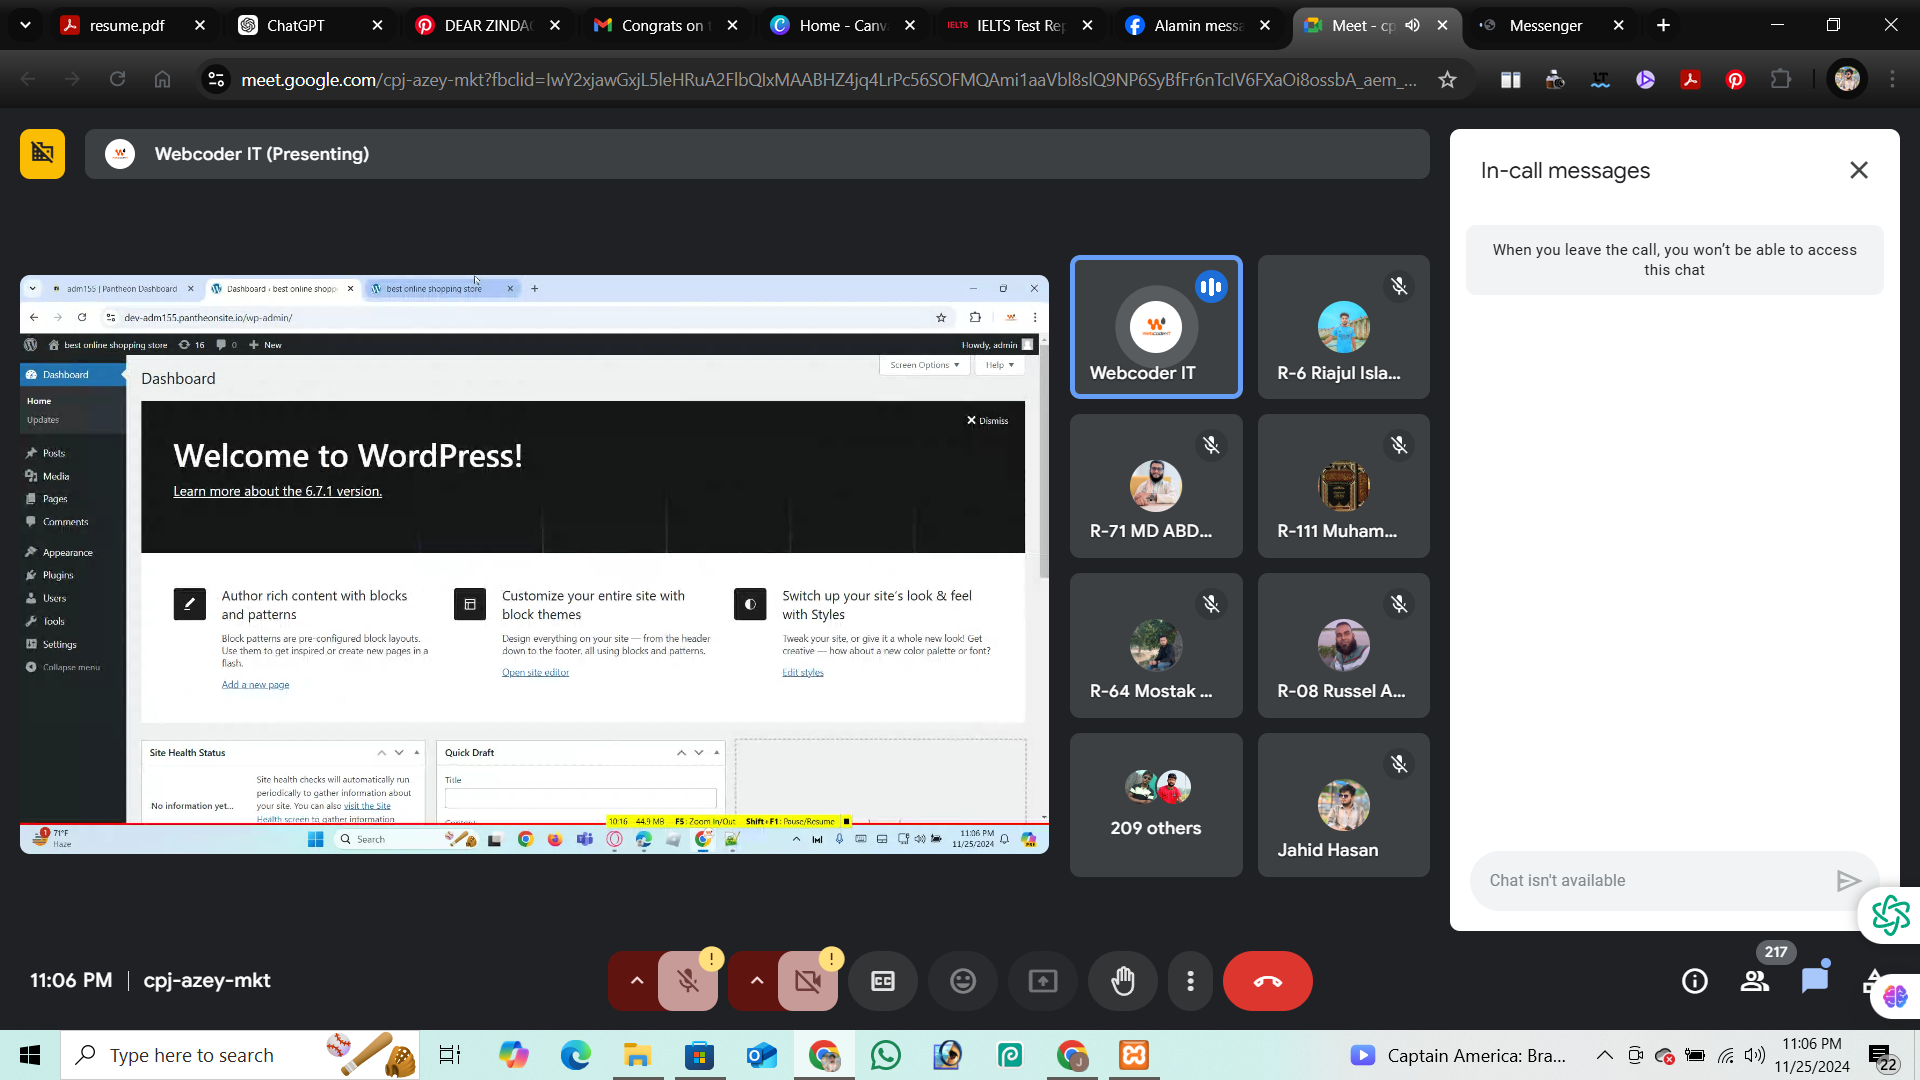 resume.pdf
ChatGPT
DEAR ZINDA
Congrats on
Home - Canv
IELTS
IELTS Test Rep
Alamin messa
Meet - cp
Messenger
meet.google.com/cpj-azey-mkt?fbclid=IwY2xjawGxjL5leHRuA2FlbQIxMAABHZ4jq4LrPc56SOFMQAmi1aaVbl8slQ9NP6SyBfFr6nTclV6FXaOi8ossbA_aem_...
Webcoder IT (Presenting)
In-call messages
When you leave the call, you won't be able to access
this chat
adm155 | Pantheon Dashboard
Dashboard ‹ best online shopp
best online shopping store
dev-adm155.pantheonsite.io/wp-admin/
best online shopping store
16
0
New
Howdy, admin
Dashboard
Home
Updates
Posts
Media
Pages
Comments
Appearance
Plugins
Users
Tools
Settings
Collapse menu
Dashboard
Screen Options
Help
Dismiss
Welcome to WordPress!
Learn more about the 6.7.1 version.
Author rich content with blocks
and patterns
Block patterns are pre-configured block layouts.
Use them to get inspired or create new pages in a
flash.
Add a new page
Customize your entire site with
block themes
Design everything on your site — from the header
down to the footer, all using blocks and patterns.
Open site editor
Switch up your site's look & feel
with Styles
Tweak your site, or give it a whole new look! Get
creative — how about a new color palette or font?
Edit styles
Site Health Status
No information yet...
Site health checks will automatically run
periodically to gather information about
your site. You can also visit the Site
Health screen to gather information
Quick Draft
Title
10:16 44.9 MB F5: Zoom In/Out Shift+F1: Pause/Resume
1
71°F
Haze
Search
11:06 PM
11/25/2024
Webcoder IT
R-6 Riajul Isla...
R-71 MD ABD...
R-111 Muham...
R-64 Mostak ...
R-08 Russel A...
209 others
Jahid Hasan
Chat isn't available
11:06 PM
cpj-azey-mkt
217
Type here to search
Captain America: Bra...
11:06 PM
11/25/2024
22